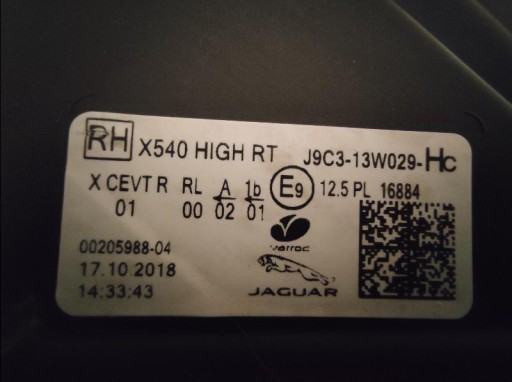 RH X540 HIGH RT J9C3-13W029-HC
X CEVT R RL A 1b E9 12.5 PL 16884
01 00 02 01
varroc
00205988-04
17.10.2018
14:33:43
JAGUAR